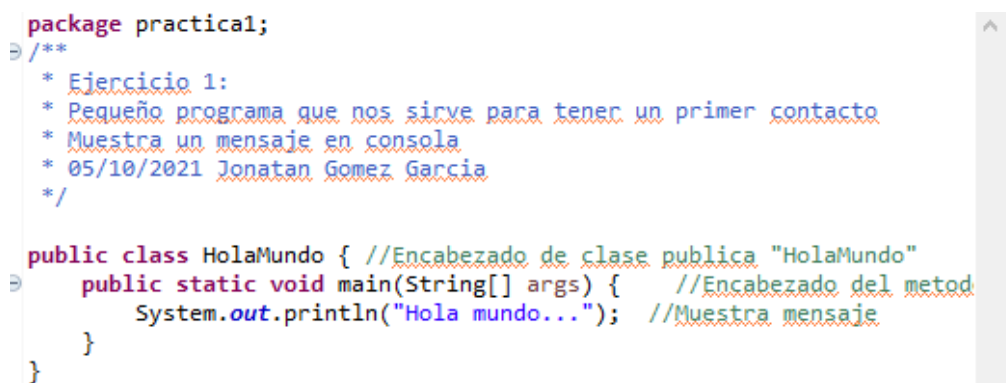 package practica1;
/**
 * Ejercicio 1:
 * Pequeño programa que nos sirve para tener un primer contacto
 * Muestra un mensaje en consola
 * 05/10/2021 Jonatan Gomez Garcia
 */
public class HolaMundo { //Encabezado de clase publica "HolaMundo"
    public static void main(String[] args) {    //Encabezado del metod
        System.out.println("Hola mundo...");  //Muestra mensaje
    }
}